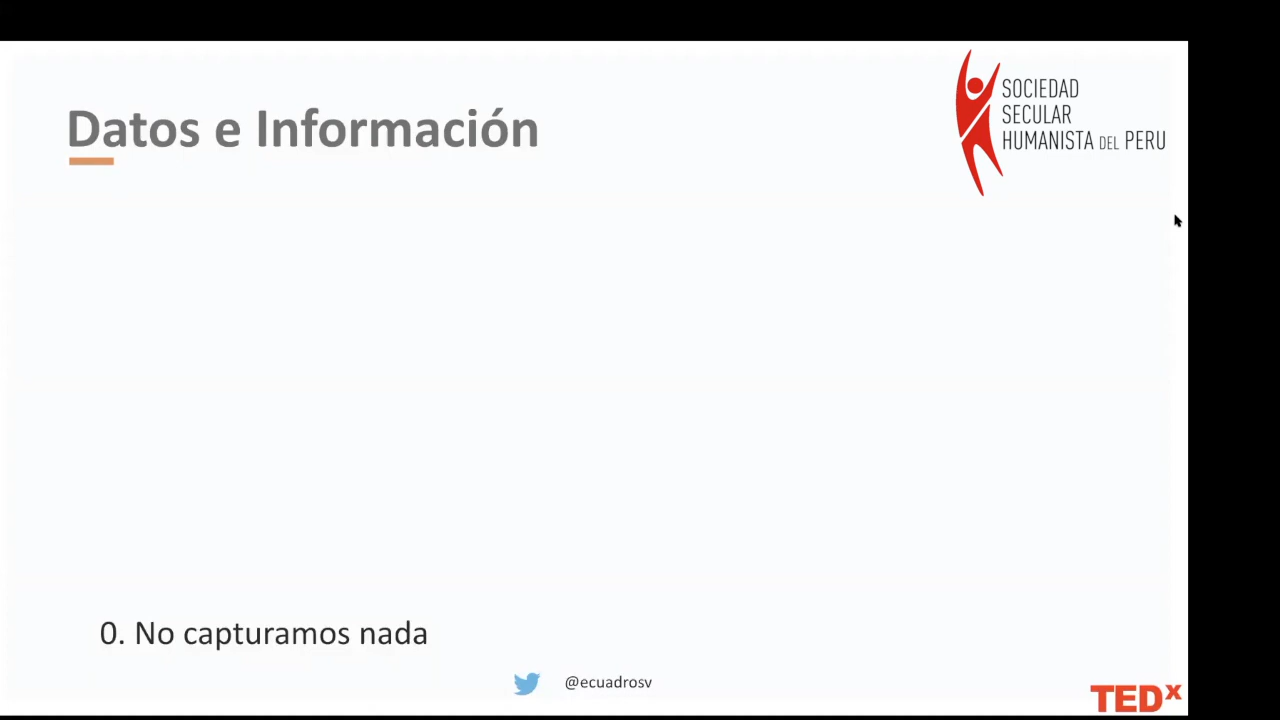 Datos e Información
SOCIEDAD
SECULAR
HUMANISTA DEL PERU
0. No capturamos nada
@ecuadrosv
TEDx